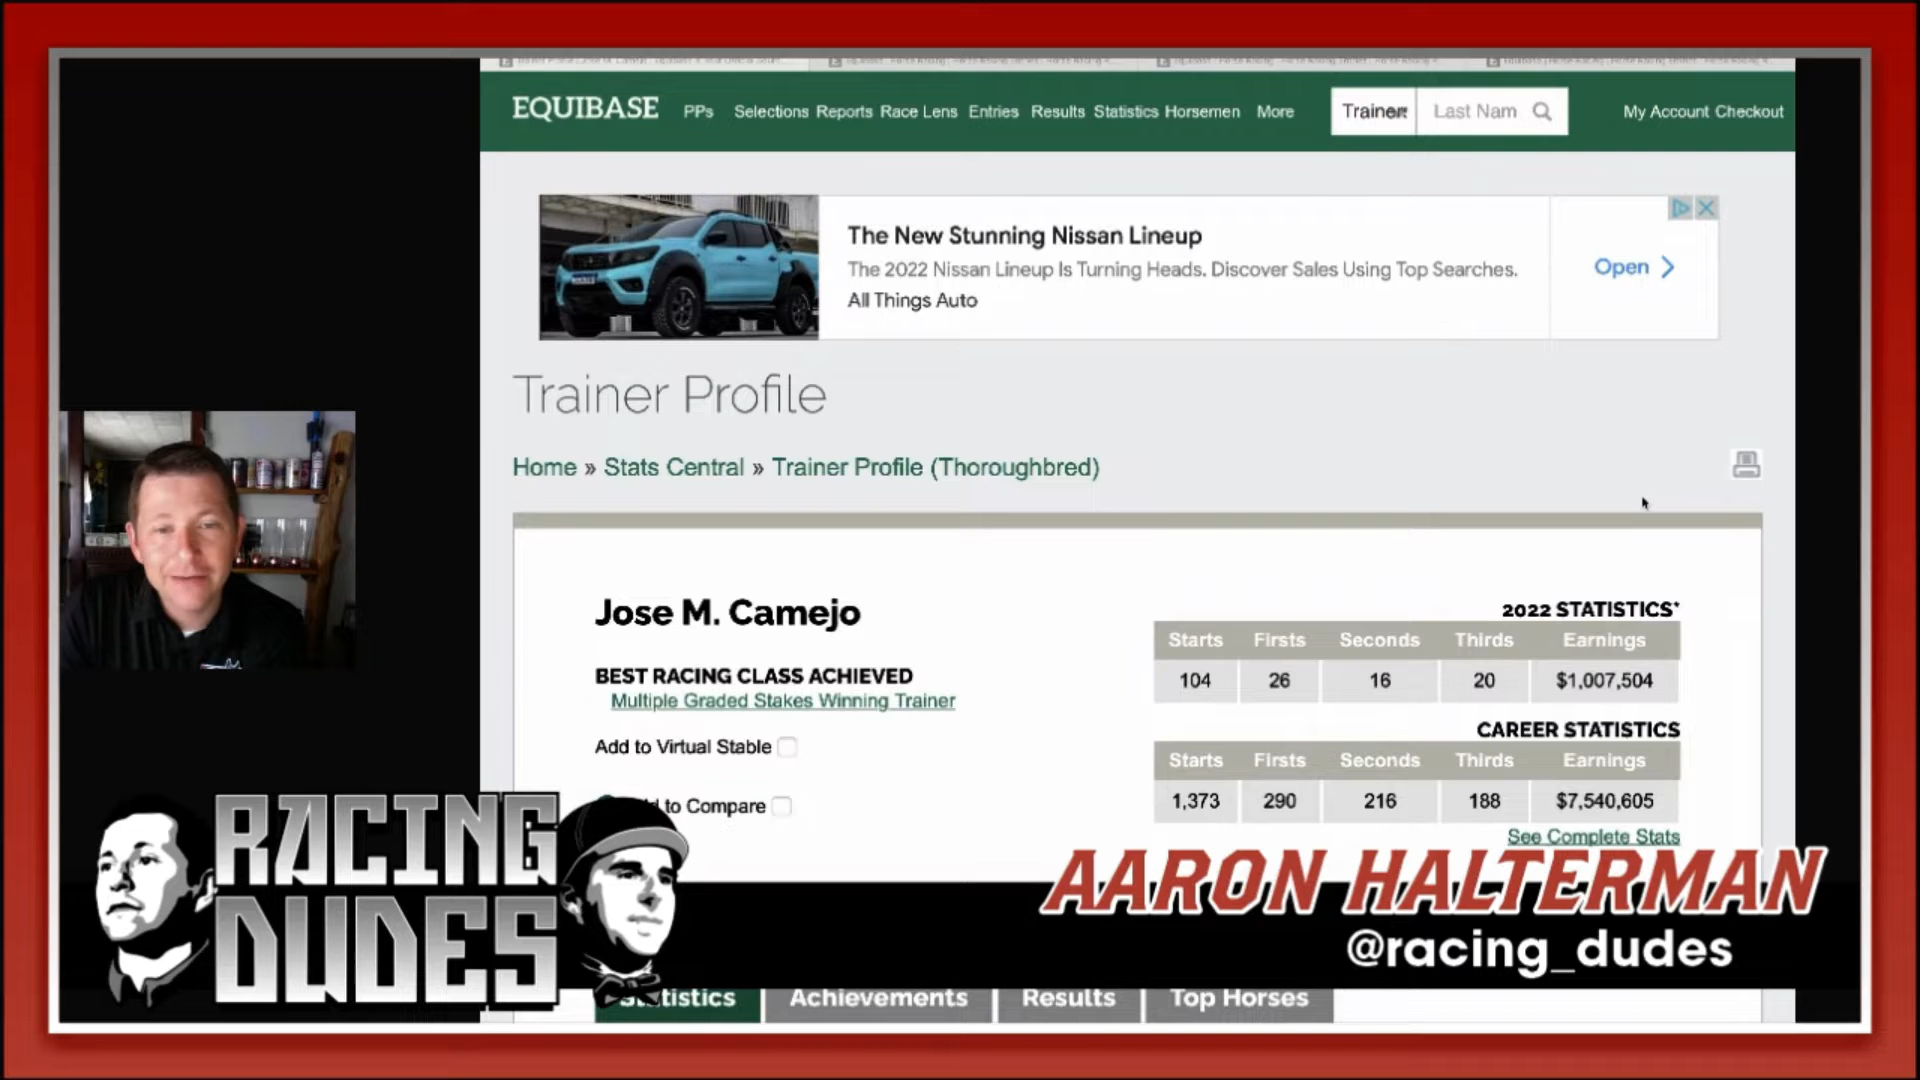 EQUIBASE PPs Selections Reports Race Lens Entries Results Statistics Horsemen More Trainer Last Nam My Account Checkout
The New Stunning Nissan Lineup
The 2022 Nissan Lineup Is Turning Heads. Discover Sales Using Top Searches.
All Things Auto
Open
Trainer Profile
Home » Stats Central » Trainer Profile (Thoroughbred)
Jose M. Camejo
BEST RACING CLASS ACHIEVED
Multiple Graded Stakes Winning Trainer
Add to Virtual Stable
to Compare
2022 STATISTICS*
Starts Firsts Seconds Thirds Earnings
104 26 16 20 $1,007,504
CAREER STATISTICS
Starts Firsts Seconds Thirds Earnings
1,373 290 216 188 $7,540,605
See Complete Stats
RACING
DUDES
AARON HALTERMAN
@racing_dudes
Statistics Achievements Results Top Horses